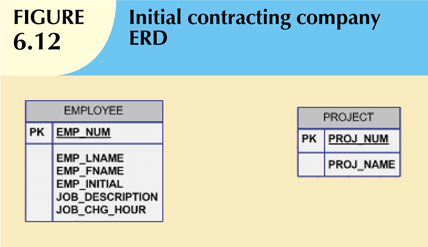 FIGURE
6.12
Initial contracting company
ERD
EMPLOYEE
PK EMP_NUM
EMP_LNAME
EMP_FNAME
EMP_INITIAL
JOB_DESCRIPTION
JOB_CHG_HOUR
PROJECT
PK PROJ_NUM
PROJ_NAME